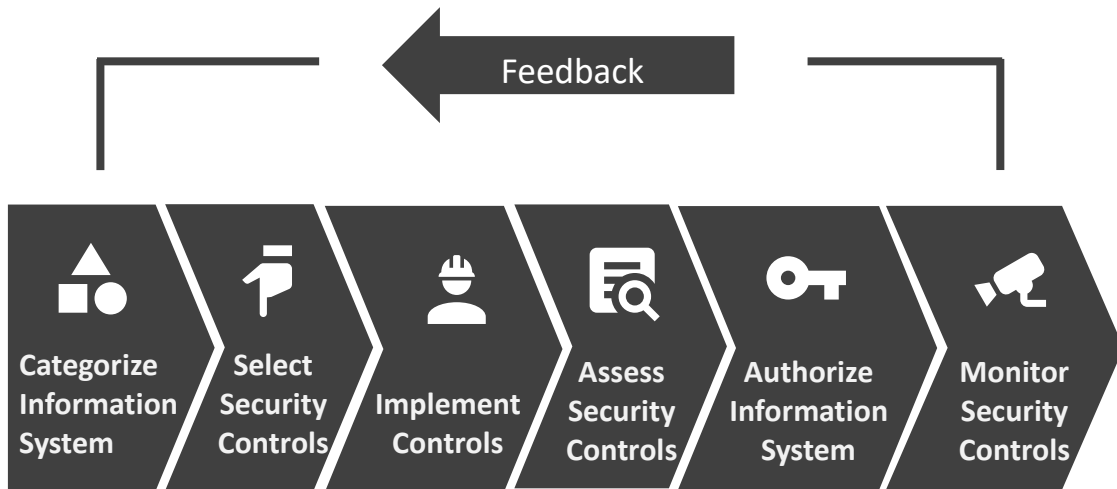 Feedback
Categorize
Information
System
Select
Security
Controls
Implement
Controls
Assess
Security
Controls
Authorize
Information
System
Monitor
Security
Controls